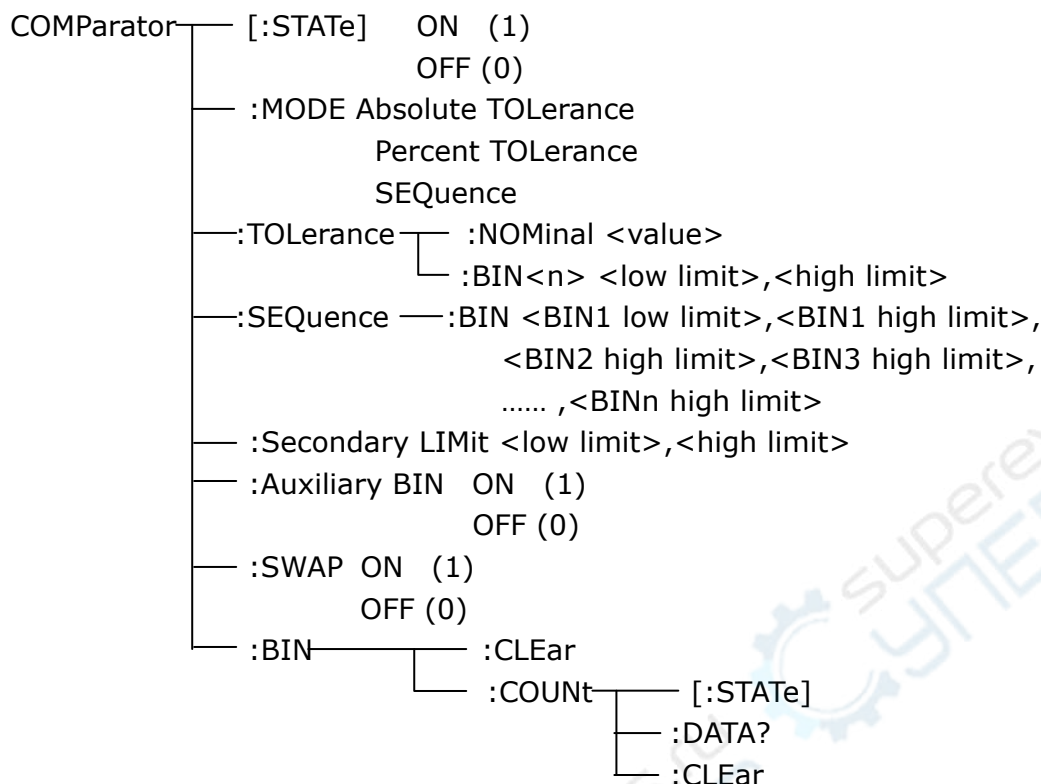 COMParator [:STATe] ON (1)
OFF (0)
:MODE Absolute TOLerance
Percent TOLerance
SEQuence
:TOLerance :NOMinal <value>
:BIN<n> <low limit>,<high limit>
:SEQuence :BIN <BIN1 low limit>,<BIN1 high limit>,
<BIN2 high limit>,<BIN3 high limit>,
…… ,<BINn high limit>
:Secondary LIMit <low limit>,<high limit>
:Auxiliary BIN ON (1)
OFF (0)
:SWAP ON (1)
OFF (0)
:BIN :CLEar
:COUNt [:STATe]
:DATA?
:CLEar